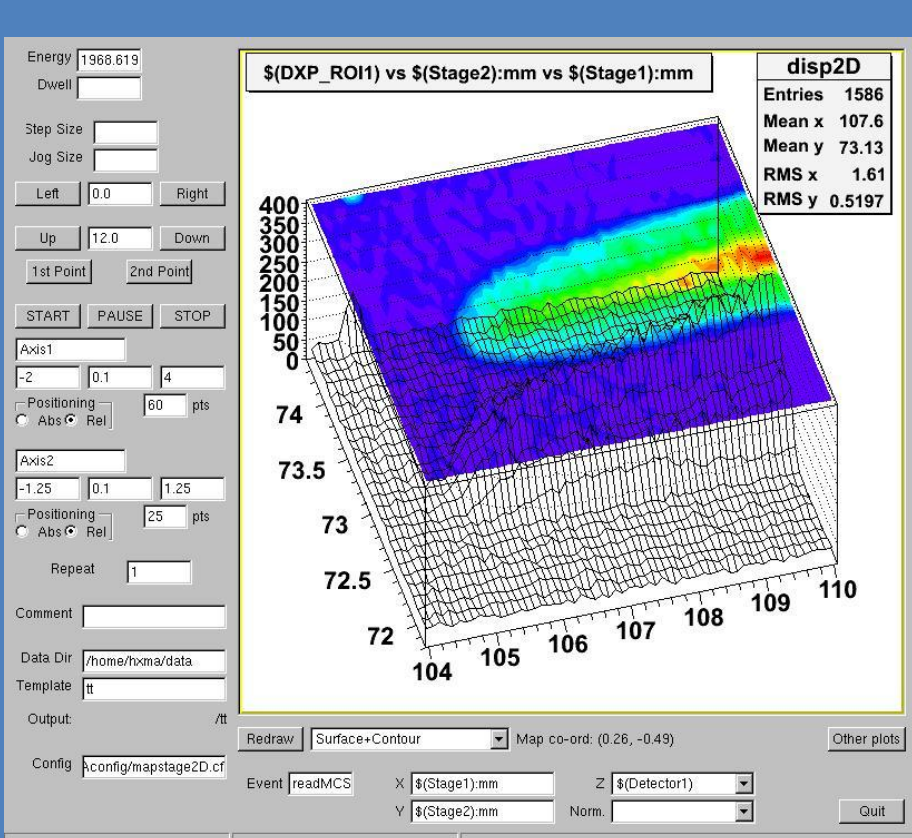 Energy 1968.619
Dwell
Step Size
Jog Size
Left 0.0 Right
Up 12.0 Down
1st Point 2nd Point
START PAUSE STOP
Axis1
-2 0.1 4
Positioning 60 pts
Abs Rel
Axis2
-1.25 0.1 1.25
Positioning 25 pts
Abs Rel
Repeat 1
Comment
Data Dir /home/hxma/data
Template tt
Output: /tt
Config config/mapstage2D.cf
$(DXP_ROI1) vs $(Stage2):mm vs $(Stage1):mm
disp2D
Entries 1586
Mean x 107.6
Mean y 73.13
RMS x 1.61
RMS y 0.5197
400
350
300
250
200
150
100
50
0
74
73.5
73
72.5
72
104 105 106 107 108 109 110
Redraw Surface+Contour Map co-ord: (0.26, -0.49) Other plots
Event readMCS X $(Stage1):mm Z $(Detector1)
Y $(Stage2):mm Norm. Quit